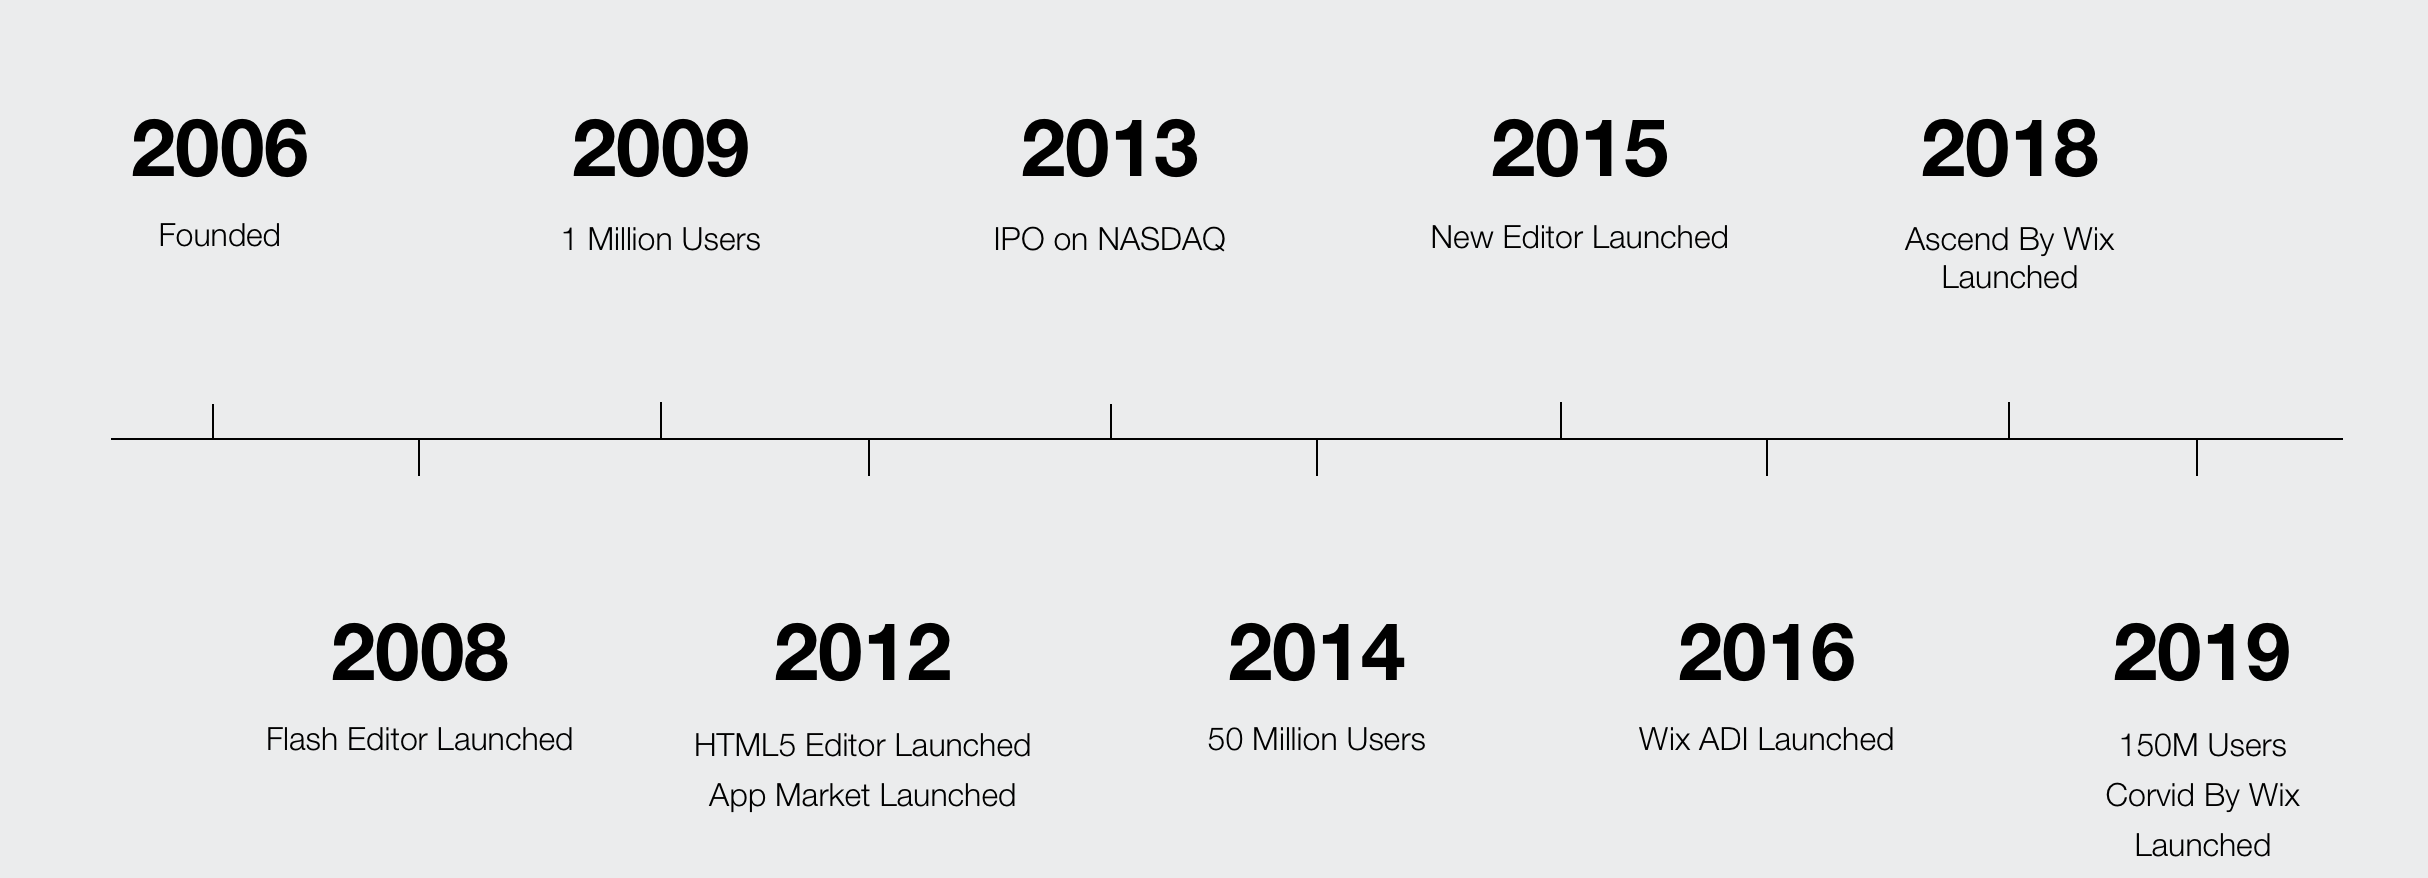 2006
Founded
2009
1 Million Users
2013
IPO on NASDAQ
2015
New Editor Launched
2018
Ascend By Wix
Launched
2008
Flash Editor Launched
2012
HTML5 Editor Launched
App Market Launched
2014
50 Million Users
2016
Wix ADI Launched
2019
150M Users
Corvid By Wix
Launched